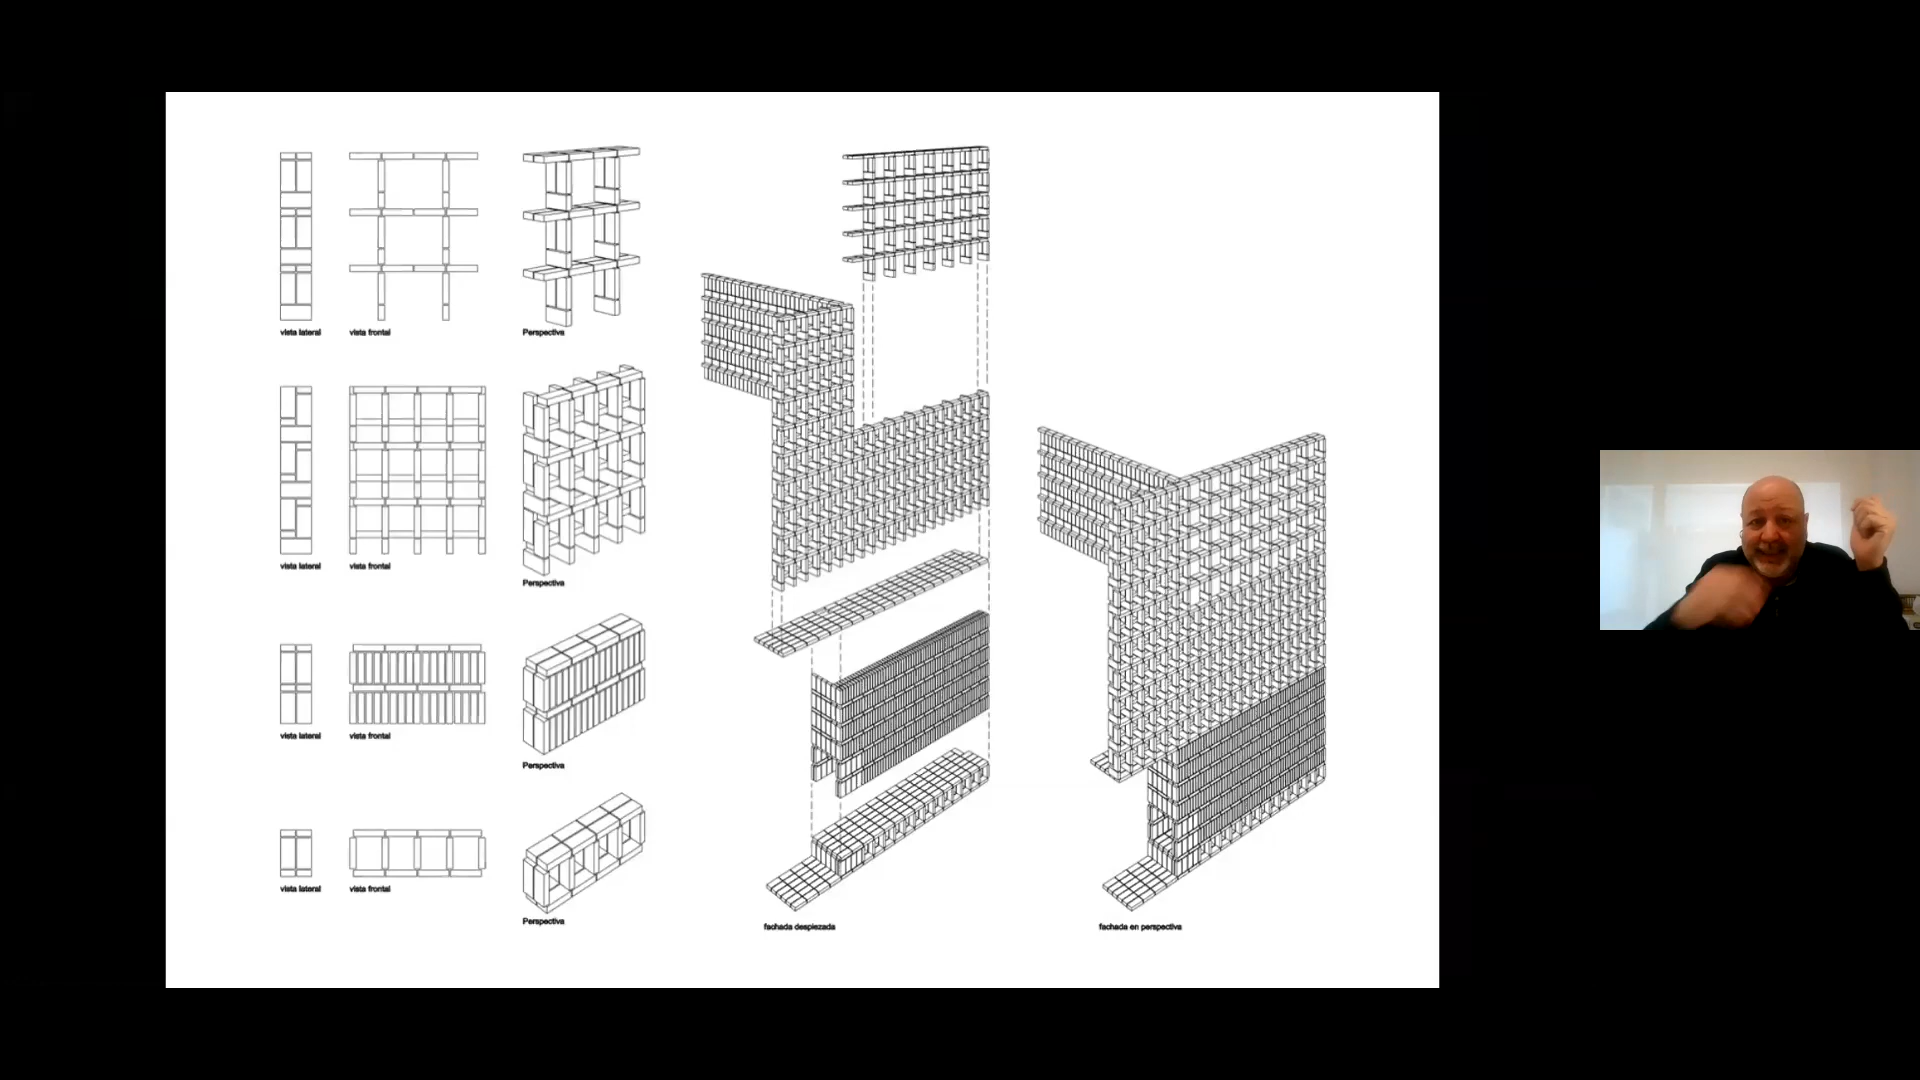 vista lateral
vista frontal
Perspectiva
vista lateral
vista frontal
Perspectiva
vista lateral
vista frontal
Perspectiva
vista lateral
vista frontal
Perspectiva
fachada despiezada
fachada en perspectiva